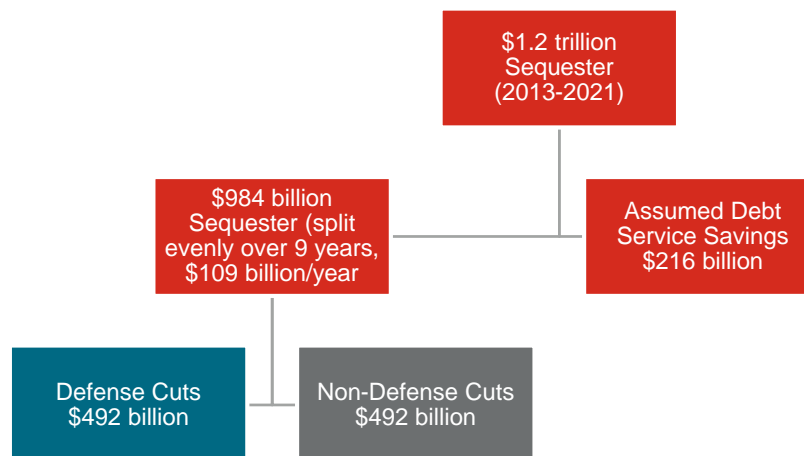 $1.2 trillion
Sequester
(2013-2021)
$984 billion
Sequester (split
evenly over 9 years,
$109 billion/year
Assumed Debt
Service Savings
$216 billion
Defense Cuts
$492 billion
Non-Defense Cuts
$492 billion